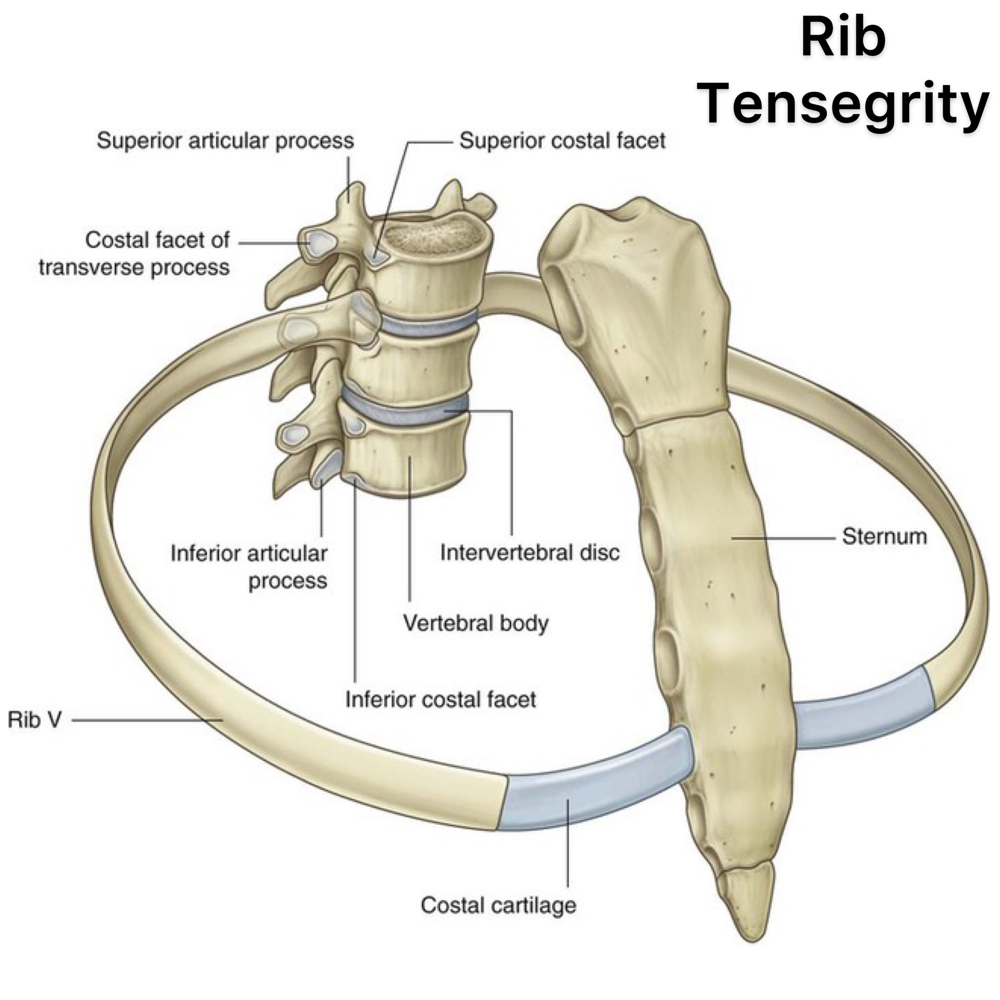 Rib
Tensegrity
Superior articular process
Superior costal facet
Costal facet of
transverse process
Inferior articular
process
Intervertebral disc
Sternum
Vertebral body
Inferior costal facet
Rib V
Costal cartilage